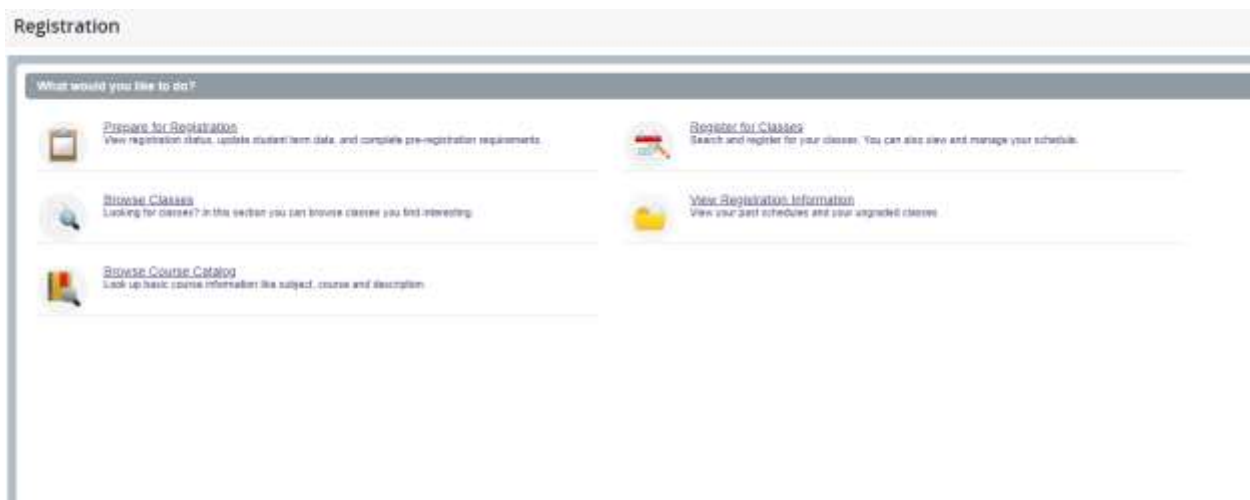 Registration
What would you like to do?
Prepare for Registration
View registration status, update student term data, and complete pre-registration requirements.
Register for Classes
Search and register for your classes. You can also view and manage your schedule.
Browse Classes
Looking for classes? In this section you can browse classes you find interesting.
View Registration Information
View your past schedules and your ungraded classes.
Browse Course Catalog
Look up basic course information like subject, course and description.